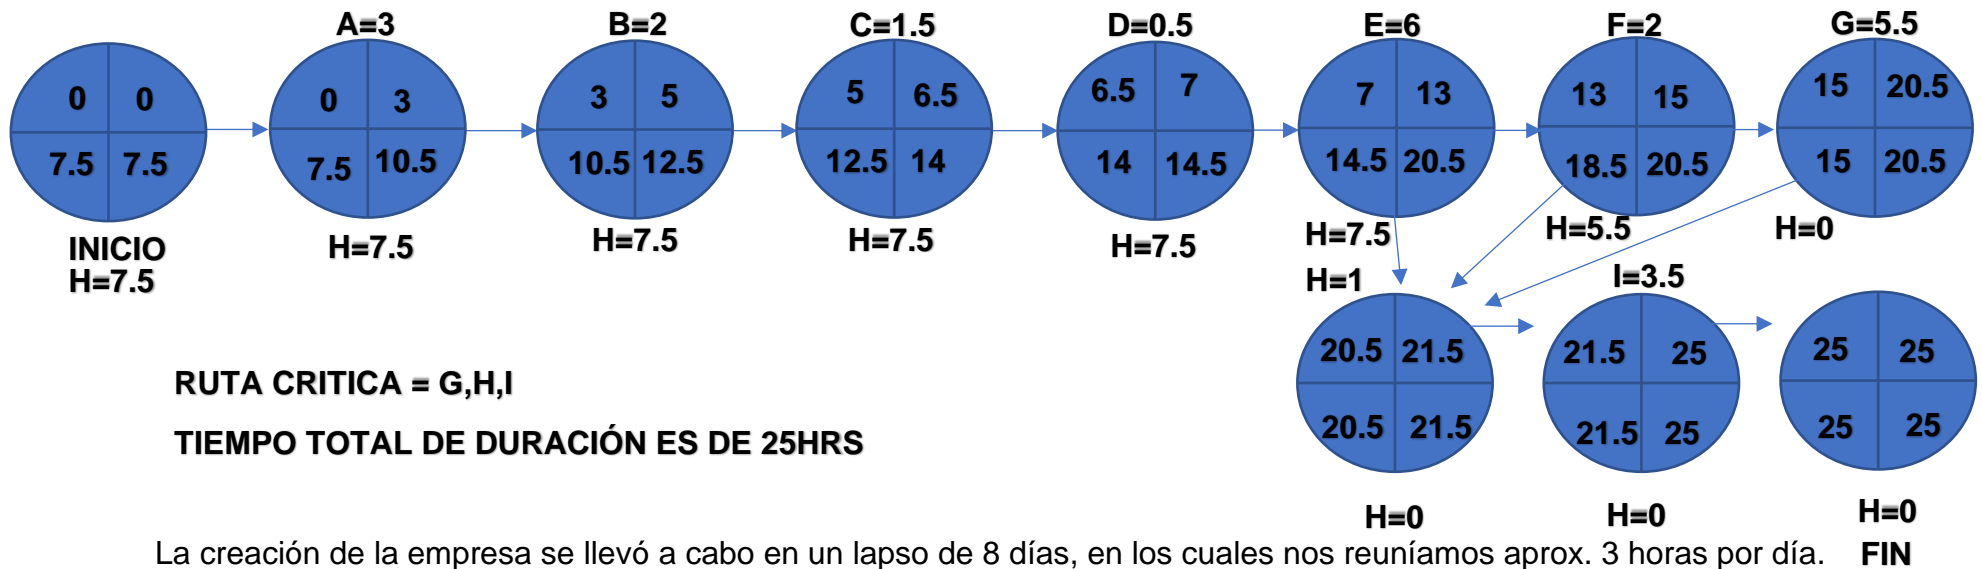 A=3 B=2 C=1.5 D=0.5 E=6 F=2 G=5.5
0 0 0 3 3 5 5 6.5 6.5 7 7 13 13 15 15 20.5
7.5 7.5 7.5 10.5 10.5 12.5 12.5 14 14 14.5 14.5 20.5 18.5 20.5 15 20.5
INICIO H=7.5 H=7.5 H=7.5 H=7.5 H=7.5 H=5.5 H=0
H=7.5 H=1 I=3.5
20.5 21.5 21.5 25 25 25
20.5 21.5 21.5 25 25 25
RUTA CRITICA = G,H,I
TIEMPO TOTAL DE DURACIÓN ES DE 25HRS
H=0 H=0 H=0
La creación de la empresa se llevó a cabo en un lapso de 8 días, en los cuales nos reuníamos aprox. 3 horas por día. FIN